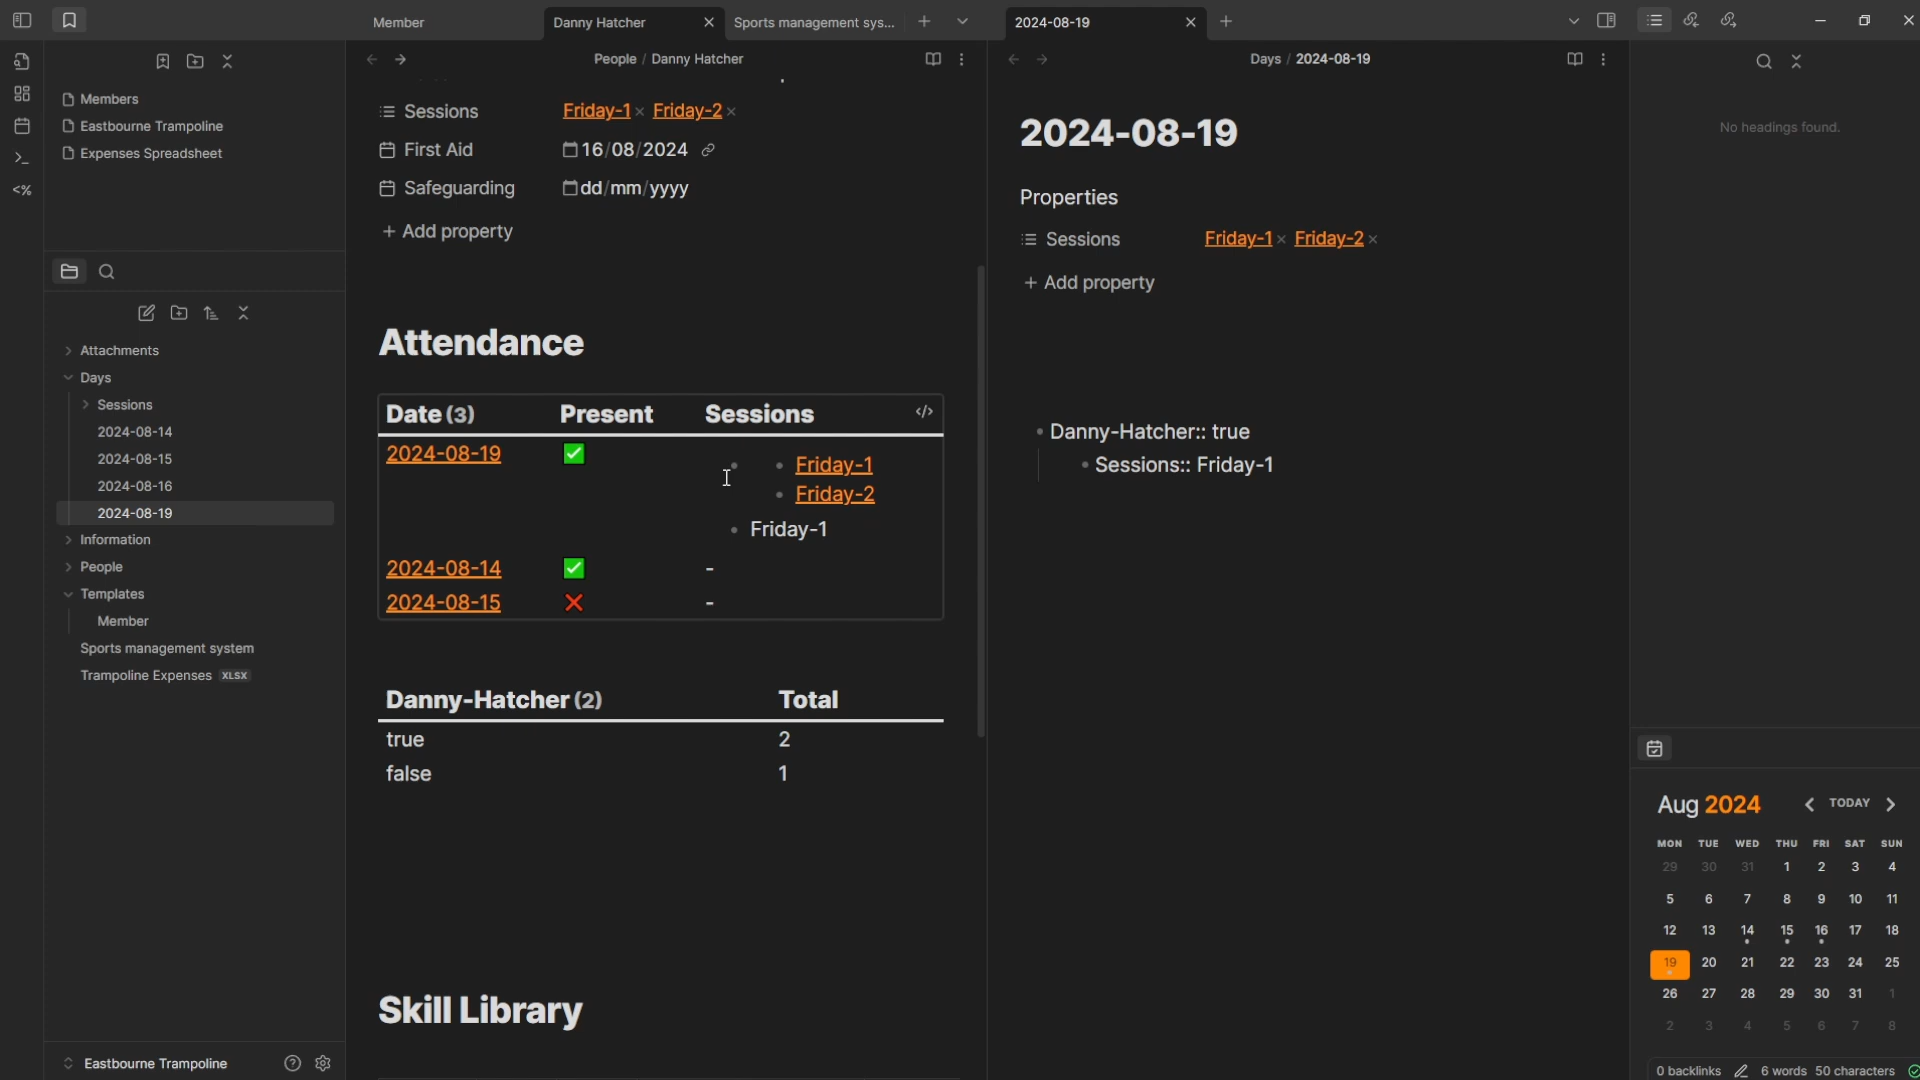 Member
Danny Hatcher
Sports management sys...
2024-08-19
Members
Eastbourne Trampoline
Expenses Spreadsheet
Attachments
Days
Sessions
2024-08-14
2024-08-15
2024-08-16
2024-08-19
Information
People
Templates
Member
Sports management system
Trampoline Expenses XLSX
Eastbourne Trampoline
People / Danny Hatcher
Sessions Friday-1 × Friday-2 ×
First Aid 16/08/2024
Safeguarding dd/mm/yyyy
+ Add property
Attendance
Date (3) Present Sessions </>
2024-08-19 ✅ Friday-1
Friday-2
Friday-1
2024-08-14 ✅ -
2024-08-15 ❌ -
Danny-Hatcher (2) Total
true 2
false 1
Skill Library
Days / 2024-08-19
2024-08-19
Properties
Sessions Friday-1 × Friday-2 ×
+ Add property
• Danny-Hatcher:: true
• Sessions:: Friday-1
No headings found.
Aug 2024 < TODAY >
MON TUE WED THU FRI SAT SUN
29 30 31 1 2 3 4
5 6 7 8 9 10 11
12 13 14 15 16 17 18
19 20 21 22 23 24 25
26 27 28 29 30 31 1
2 3 4 5 6 7 8
0 backlinks 6 words 50 characters